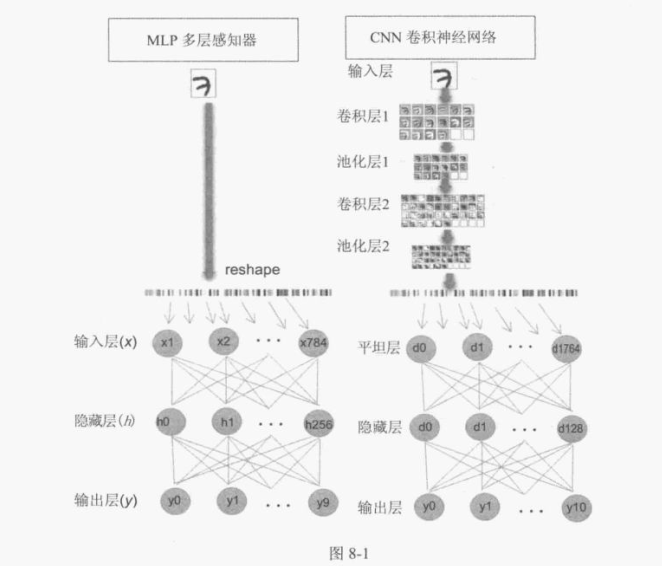 MLP 多层感知器
reshape
输入层(x)
x1 x2 ... x784
隐藏层(h)
h0 h1 ... h256
输出层(y)
y0 y1 ... y9
CNN 卷积神经网络
输入层
卷积层1
池化层1
卷积层2
池化层2
平坦层
d0 d1 ... d1764
隐藏层
d0 d1 ... d128
输出层
y0 y1 ... y10
图 8-1